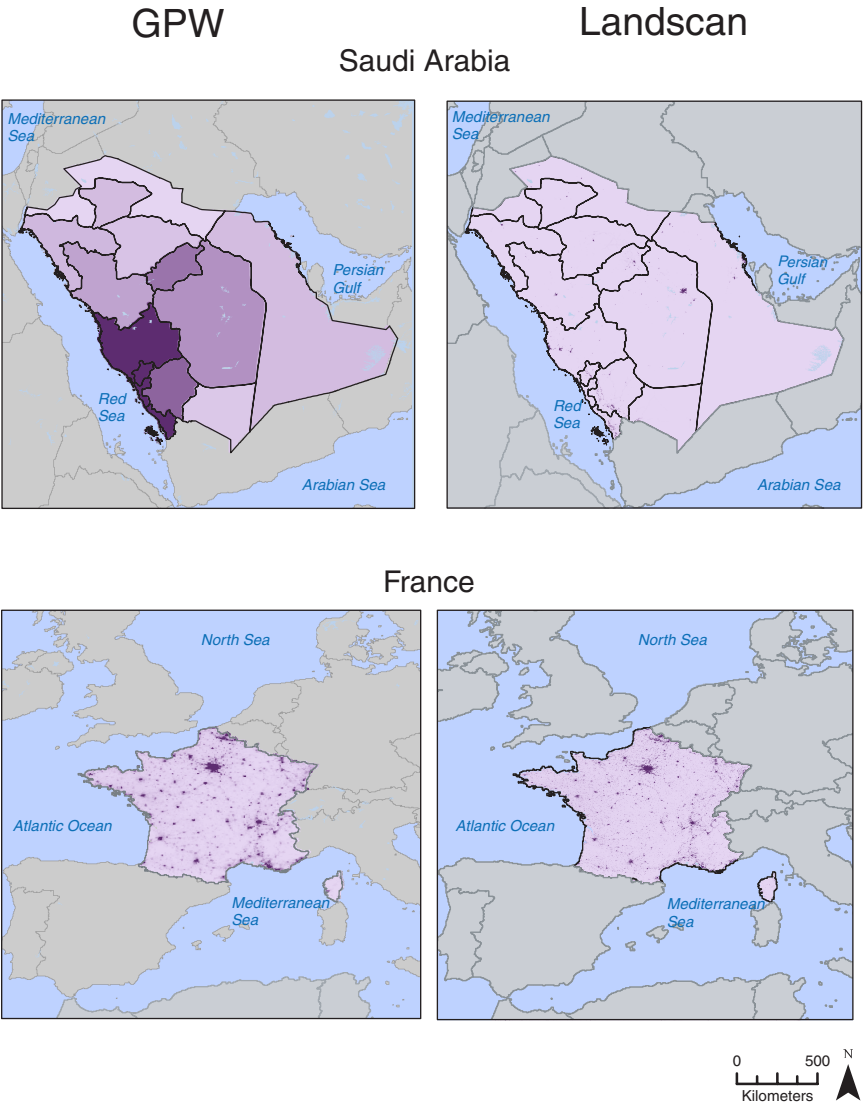 GPW
Landscan
Saudi Arabia
Mediterranean
Sea
Persian
Gulf
Red
Sea
Arabian Sea
Mediterranean
Sea
Persian
Gulf
Red
Sea
Arabian Sea
France
North Sea
Atlantic Ocean
Mediterranean
Sea
North Sea
Atlantic Ocean
Mediterranean
Sea
0 500
Kilometers
N